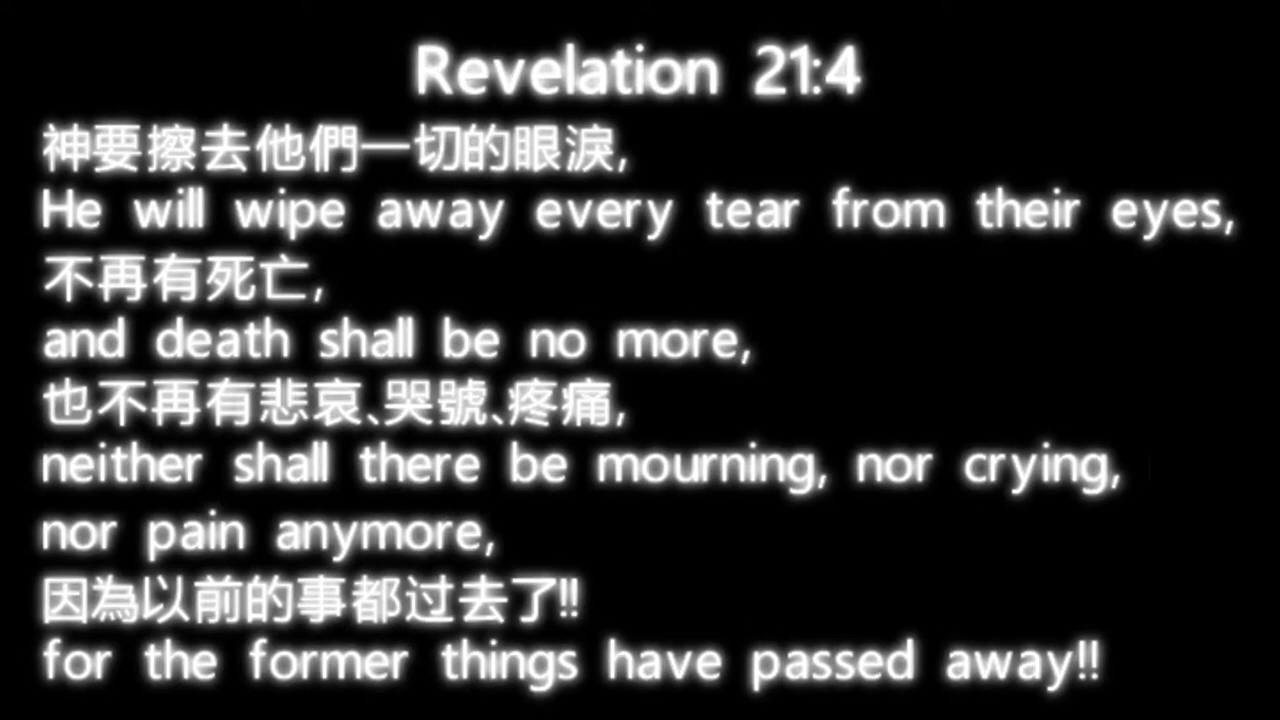 Revelation 21:4
神要擦去他們一切的眼淚,
He will wipe away every tear from their eyes,
不再有死亡,
and death shall be no more,
也不再有悲哀、哭號、疼痛,
neither shall there be mourning, nor crying,
nor pain anymore,
因為以前的事都过去了!!
for the former things have passed away!!